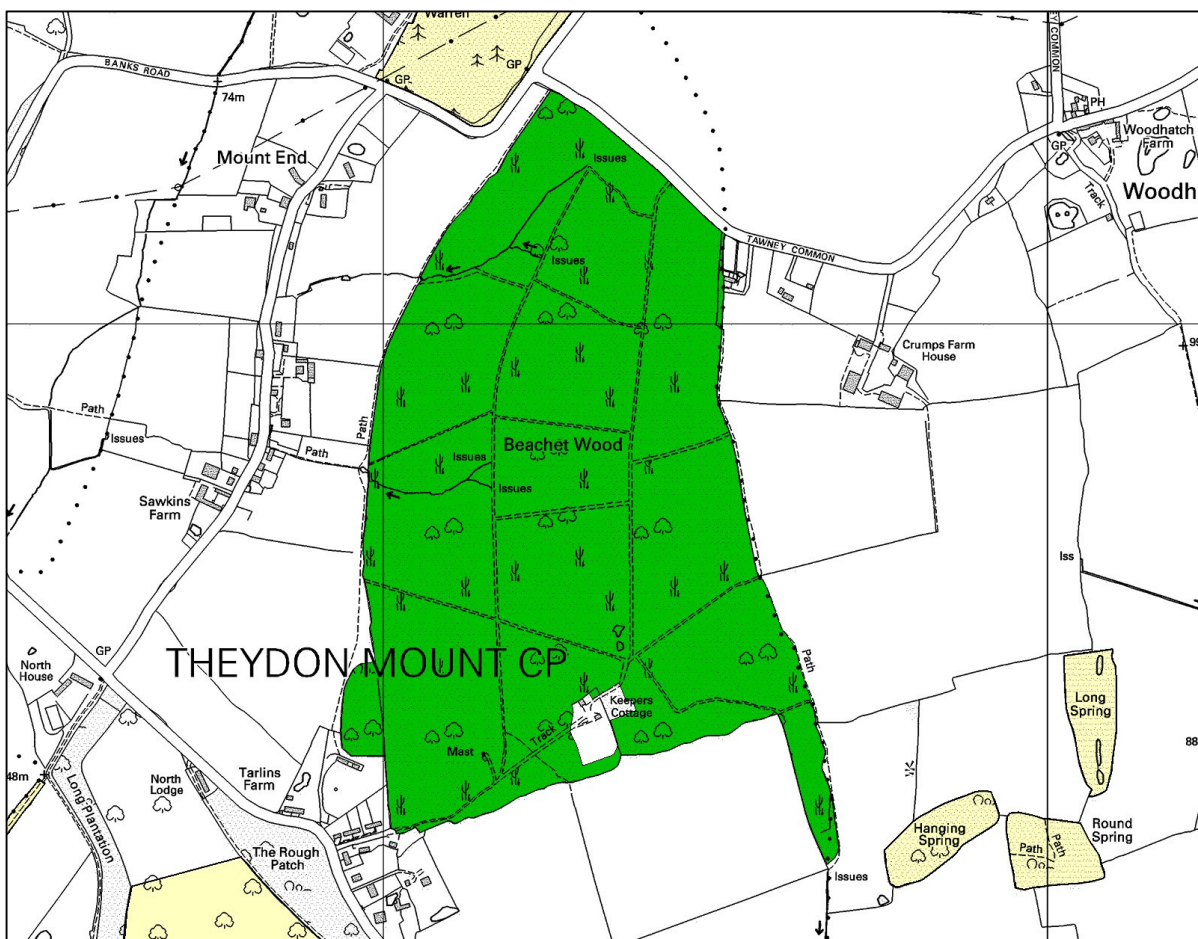 Warren
TAWNEY COMMON
BANKS ROAD
GP
GP
74m
PH
Woodhatch
Farm
GP
Mount End
Issues
Track
Woodh
TAWNEY COMMON
Issues
Crumps Farm
House
99
Path
Issues
Path
Path
Beachet Wood
Issues
Issues
Sawkins
Farm
Iss
GP
THEYDON MOUNT CP
North
House
Path
Keepers
Cottage
Long
Spring
Track
Mast
88
48m
North
Lodge
Tarlins
Farm
Long Plantation
The Rough
Patch
Hanging
Spring
Round
Spring
Path
Path
Issues